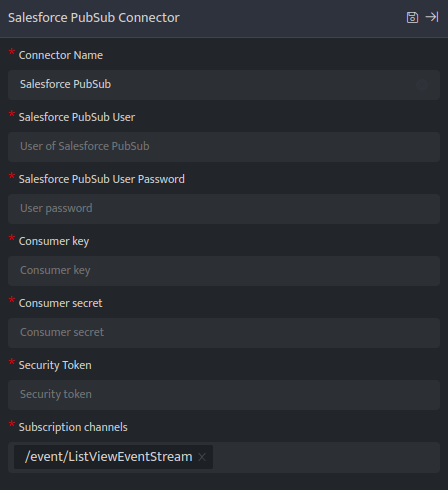 Salesforce PubSub Connector
* Connector Name
Salesforce PubSub
* Salesforce PubSub User
User of Salesforce PubSub
* Salesforce PubSub User Password
User password
* Consumer key
Consumer key
* Consumer secret
Consumer secret
* Security Token
Security token
* Subscription channels
/event/ListViewEventStream ×